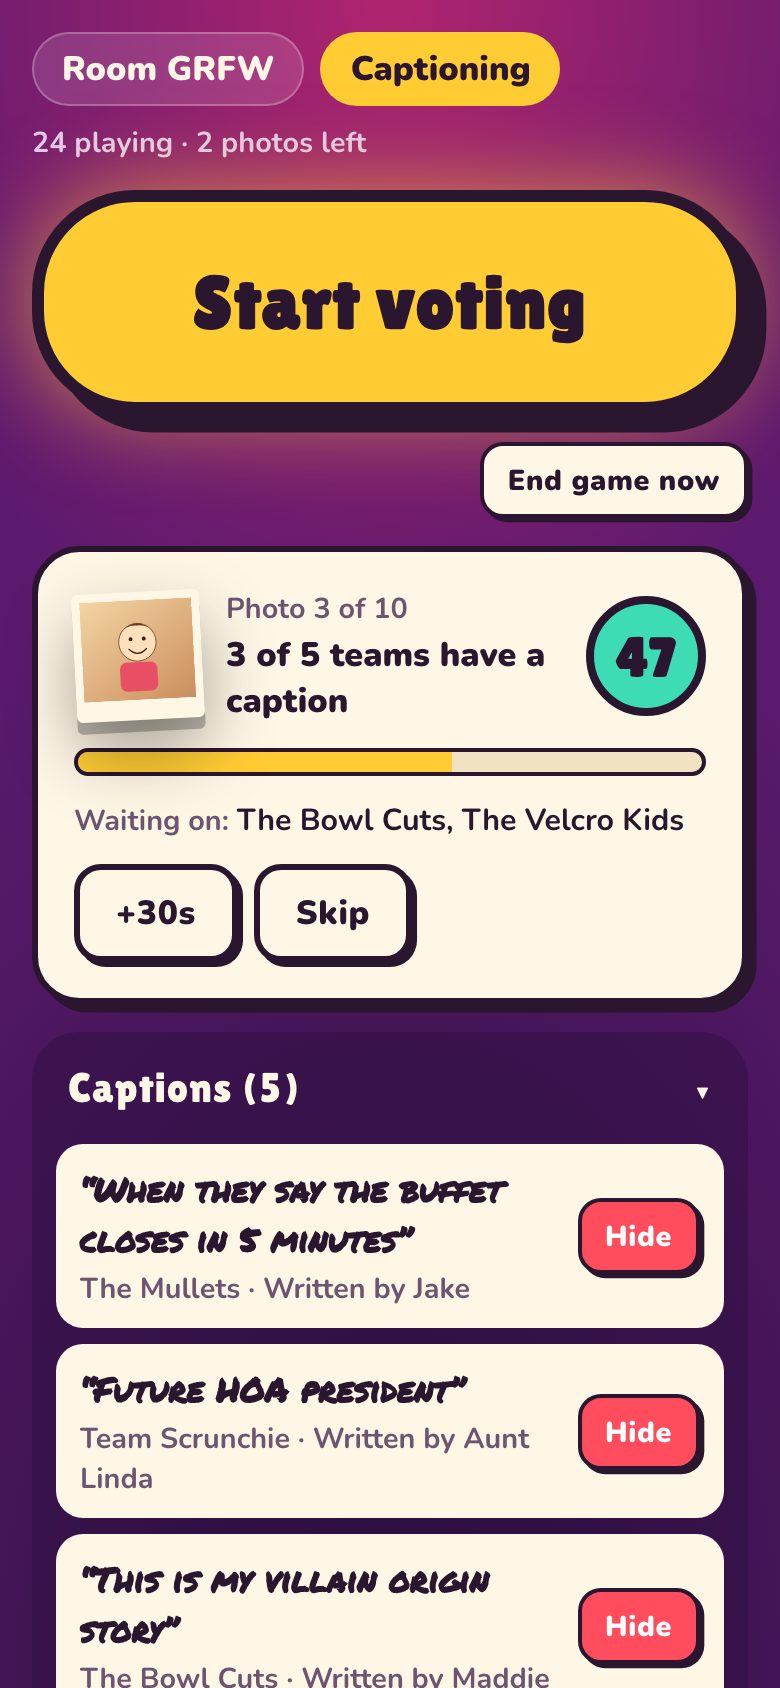 Room GRFW
Captioning
24 playing · 2 photos left
Start voting
End game now
Photo 3 of 10
3 of 5 teams have a
caption
47
Waiting on: The Bowl Cuts, The Velcro Kids
+30s
Skip
Captions (5)
"When they say the buffet
closes in 5 minutes"
The Mullets · Written by Jake
Hide
"Future HOA president"
Team Scrunchie · Written by Aunt
Linda
Hide
"This is my villain origin
story"
The Bowl Cuts · Written by Maddie
Hide